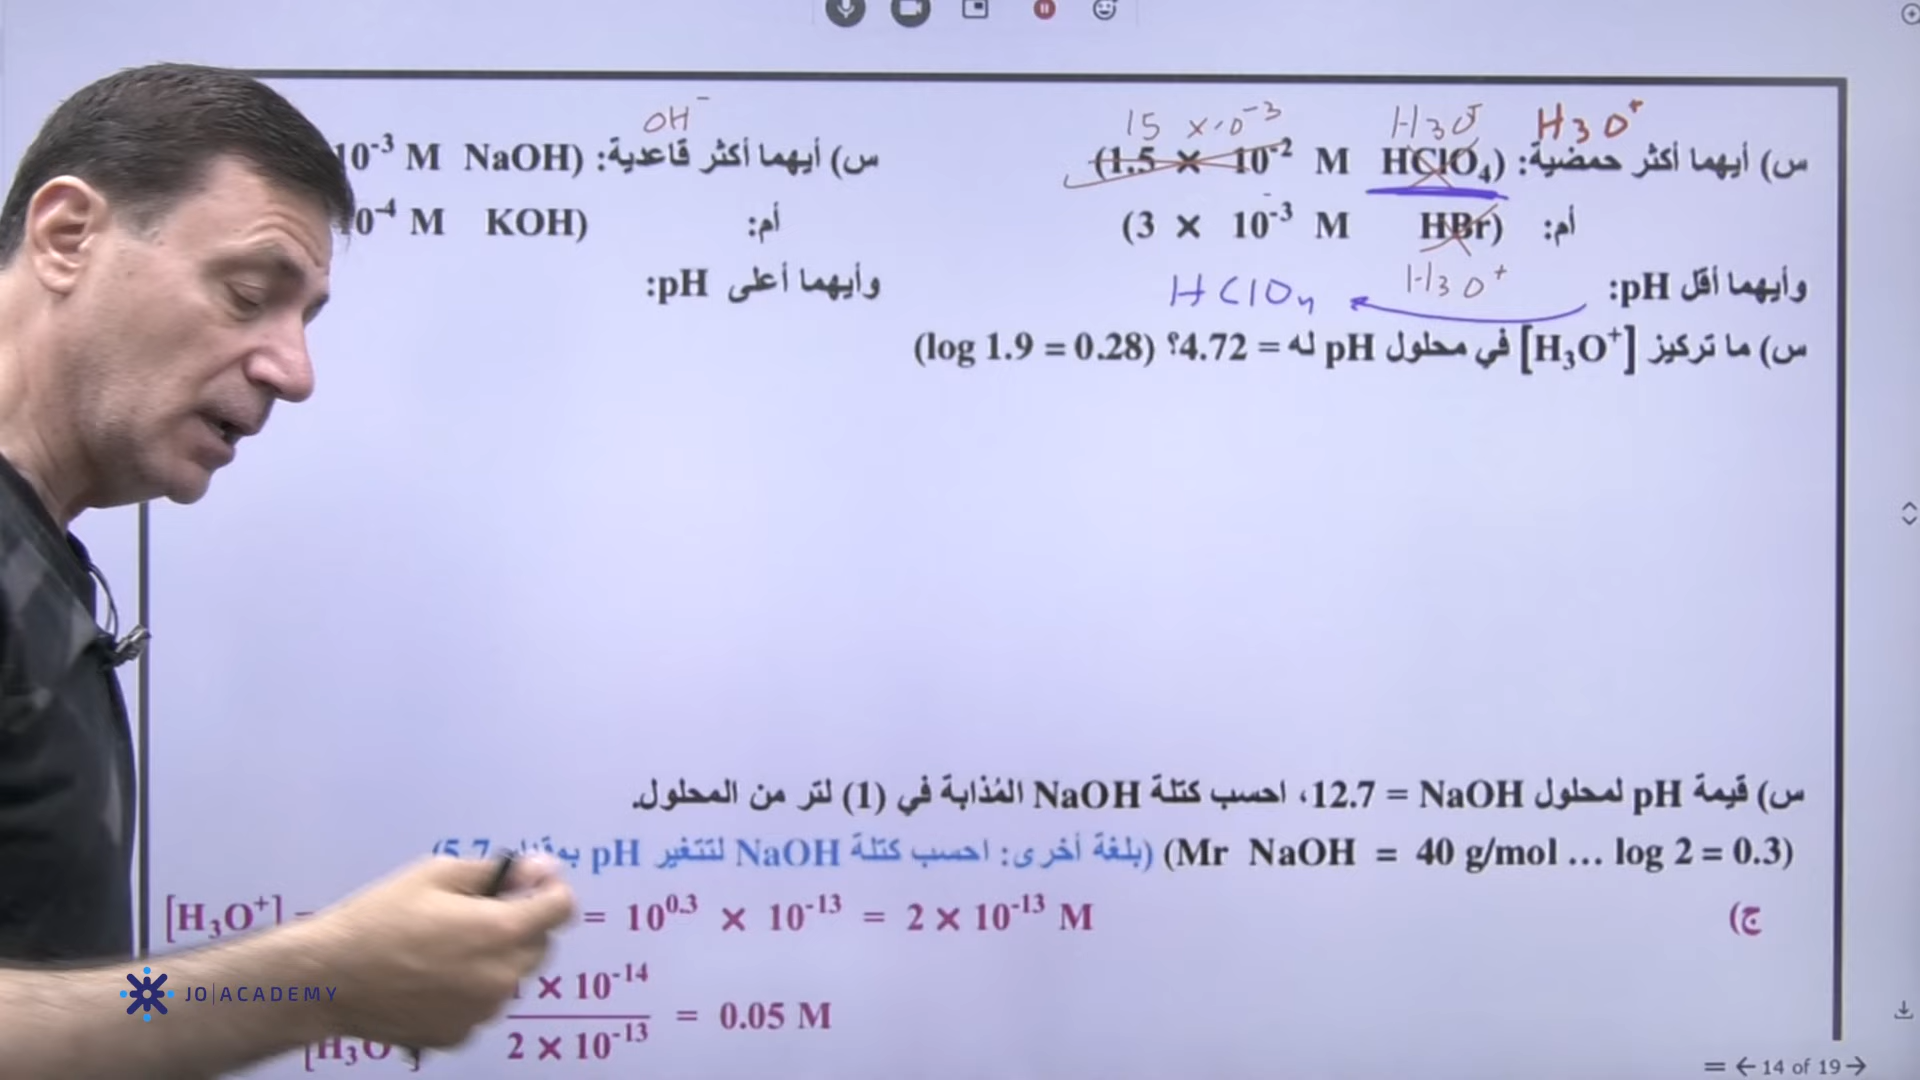 15 × 10⁻³ H3O⁺ H3O⁺
س) أيهما أكثر حمضية: (1.5 × 10⁻² M HClO₄)
أم: (3 × 10⁻³ M HBr)
H3O⁺
وأيهما أقل pH: HClO4
OH⁻
س) أيهما أكثر قاعدية: (NaOH M 10⁻³
أم: (KOH M 0⁻⁴
وأيهما أعلى pH:
س) ما تركيز [H₃O⁺] في محلول pH له = 4.72؟ (log 1.9 = 0.28)
س) قيمة pH لمحلول NaOH = 12.7، احسب كتلة NaOH المُذابة في (1) لتر من المحلول.
(Mr NaOH = 40 g/mol ... log 2 = 0.3) (بلغة أخرى: احسب كتلة NaOH لتتغير pH 5.7)
ج) [H₃O⁺] = 10⁰·³ × 10⁻¹³ = 2 × 10⁻¹³ M
× 10⁻¹⁴
= 0.05 M
[H₃O 2 × 10⁻¹³
JO|ACADEMY
14 of 19